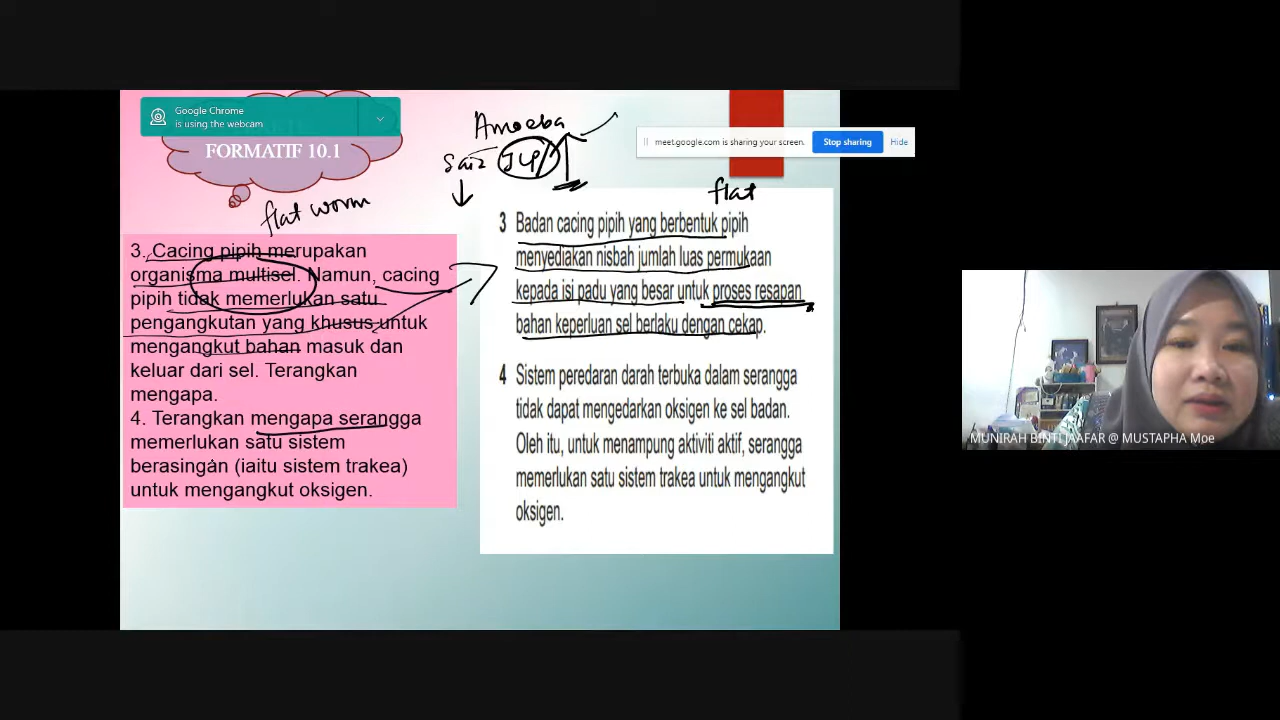 Google Chrome
is using the webcam
FORMATIF 10.1
Amoeba
Saiz
flat worm
meet.google.com is sharing your screen.
Stop sharing
Hide
flat
3. Cacing pipih merupakan
organisma multisel. Namun, cacing
pipih tidak memerlukan satu
pengangkutan yang khusus untuk
mengangkut bahan masuk dan
keluar dari sel. Terangkan
mengapa.
4. Terangkan mengapa serangga
memerlukan satu sistem
berasingan (iaitu sistem trakea)
untuk mengangkut oksigen.
3 Badan cacing pipih yang berbentuk pipih
menyediakan nisbah jumlah luas permukaan
kepada isi padu yang besar untuk proses resapan
bahan keperluan sel berlaku dengan cekap.
4 Sistem peredaran darah terbuka dalam serangga
tidak dapat mengedarkan oksigen ke sel badan.
Oleh itu, untuk menampung aktiviti aktif, serangga
memerlukan satu sistem trakea untuk mengangkut
oksigen.
MUNIRAH BINTI JAAFAR @ MUSTAPHA Moe